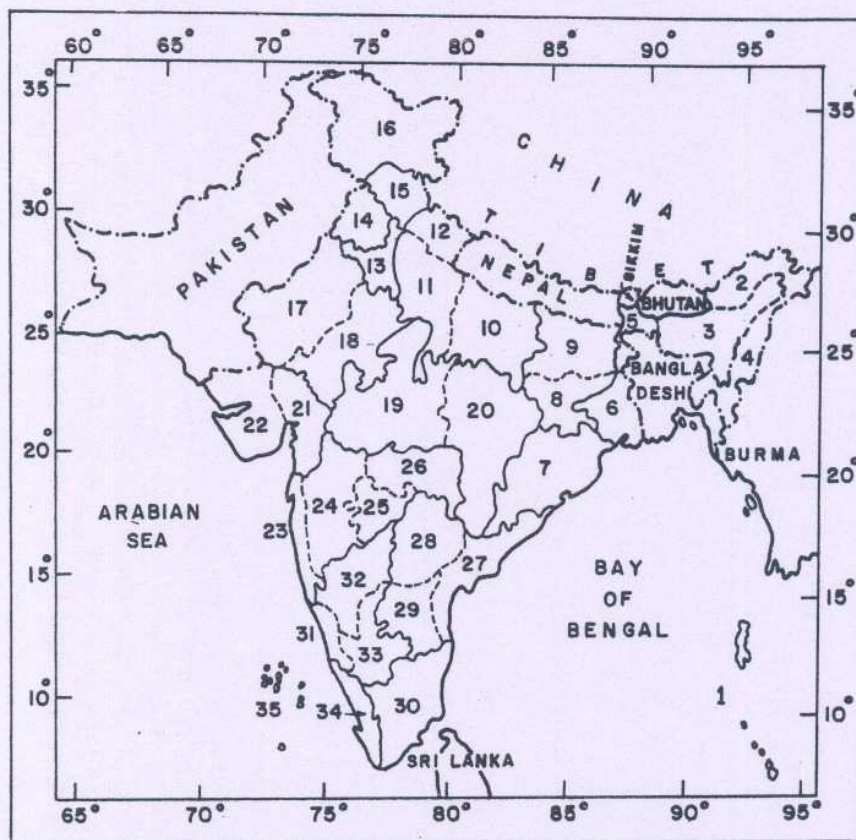 60° 65° 70° 75° 80° 85° 90° 95°
35° 35°
16
CHINA
15
30° 30°
14
12
PAKISTAN
13
TIBET
SIKKIM
NEPAL
2
11
BHUTAN
17
5
3
25° 25°
18
10
9
4
BANGLA
DESH
21
19
20
8
6
22
20° 20°
BURMA
26
7
ARABIAN
SEA
23
24
25
28
27
BAY
OF
BENGAL
15° 15°
32
29
31
33
10° 10°
35
34
30
1
SRI LANKA
65° 70° 75° 80° 85° 90° 95°